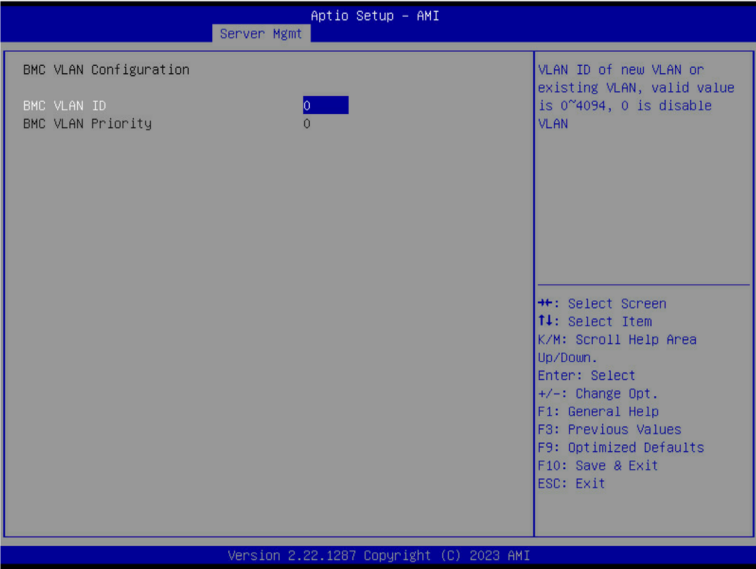 Aptio Setup – AMI
Server Mgmt
BMC VLAN Configuration
BMC VLAN ID 0
BMC VLAN Priority 0
VLAN ID of new VLAN or
existing VLAN, valid value
is 0~4094, 0 is disable
VLAN
→←: Select Screen
↑↓: Select Item
K/M: Scroll Help Area
Up/Down.
Enter: Select
+/-: Change Opt.
F1: General Help
F3: Previous Values
F9: Optimized Defaults
F10: Save & Exit
ESC: Exit
Version 2.22.1287 Copyright (C) 2023 AMI